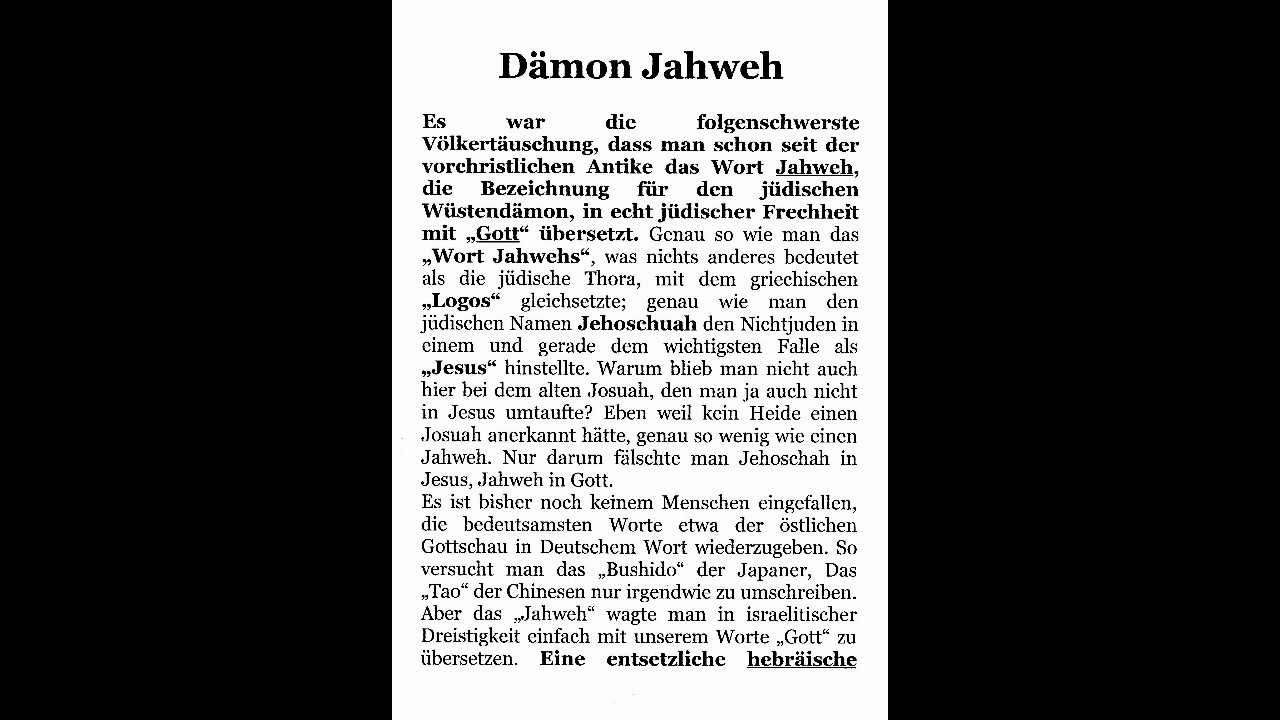 Dämon Jahweh
Es war die folgenschwerste
Völkertäuschung, dass man schon seit der
vorchristlichen Antike das Wort Jahweh,
die Bezeichnung für den jüdischen
Wüstendämon, in echt jüdischer Frechheit
mit „Gott“ übersetzt. Genau so wie man das
„Wort Jahwehs“, was nichts anderes bedeutet
als die jüdische Thora, mit dem griechischen
„Logos“ gleichsetzte; genau wie man den
jüdischen Namen Jehoschuah den Nichtjuden in
einem und gerade dem wichtigsten Falle als
„Jesus“ hinstellte. Warum blieb man nicht auch
hier bei dem alten Josuah, den man ja auch nicht
in Jesus umtaufte? Eben weil kein Heide einen
Josuah anerkannt hätte, genau so wenig wie einen
Jahweh. Nur darum fälschte man Jehoschah in
Jesus, Jahweh in Gott.
Es ist bisher noch keinem Menschen eingefallen,
die bedeutsamsten Worte etwa der östlichen
Gottschau in Deutschem Wort wiederzugeben. So
versucht man das „Bushido“ der Japaner, Das
„Tao“ der Chinesen nur irgendwie zu umschreiben.
Aber das „Jahweh“ wagte man in israelitischer
Dreistigkeit einfach mit unserem Worte „Gott“ zu
übersetzen. Eine entsetzliche hebräische